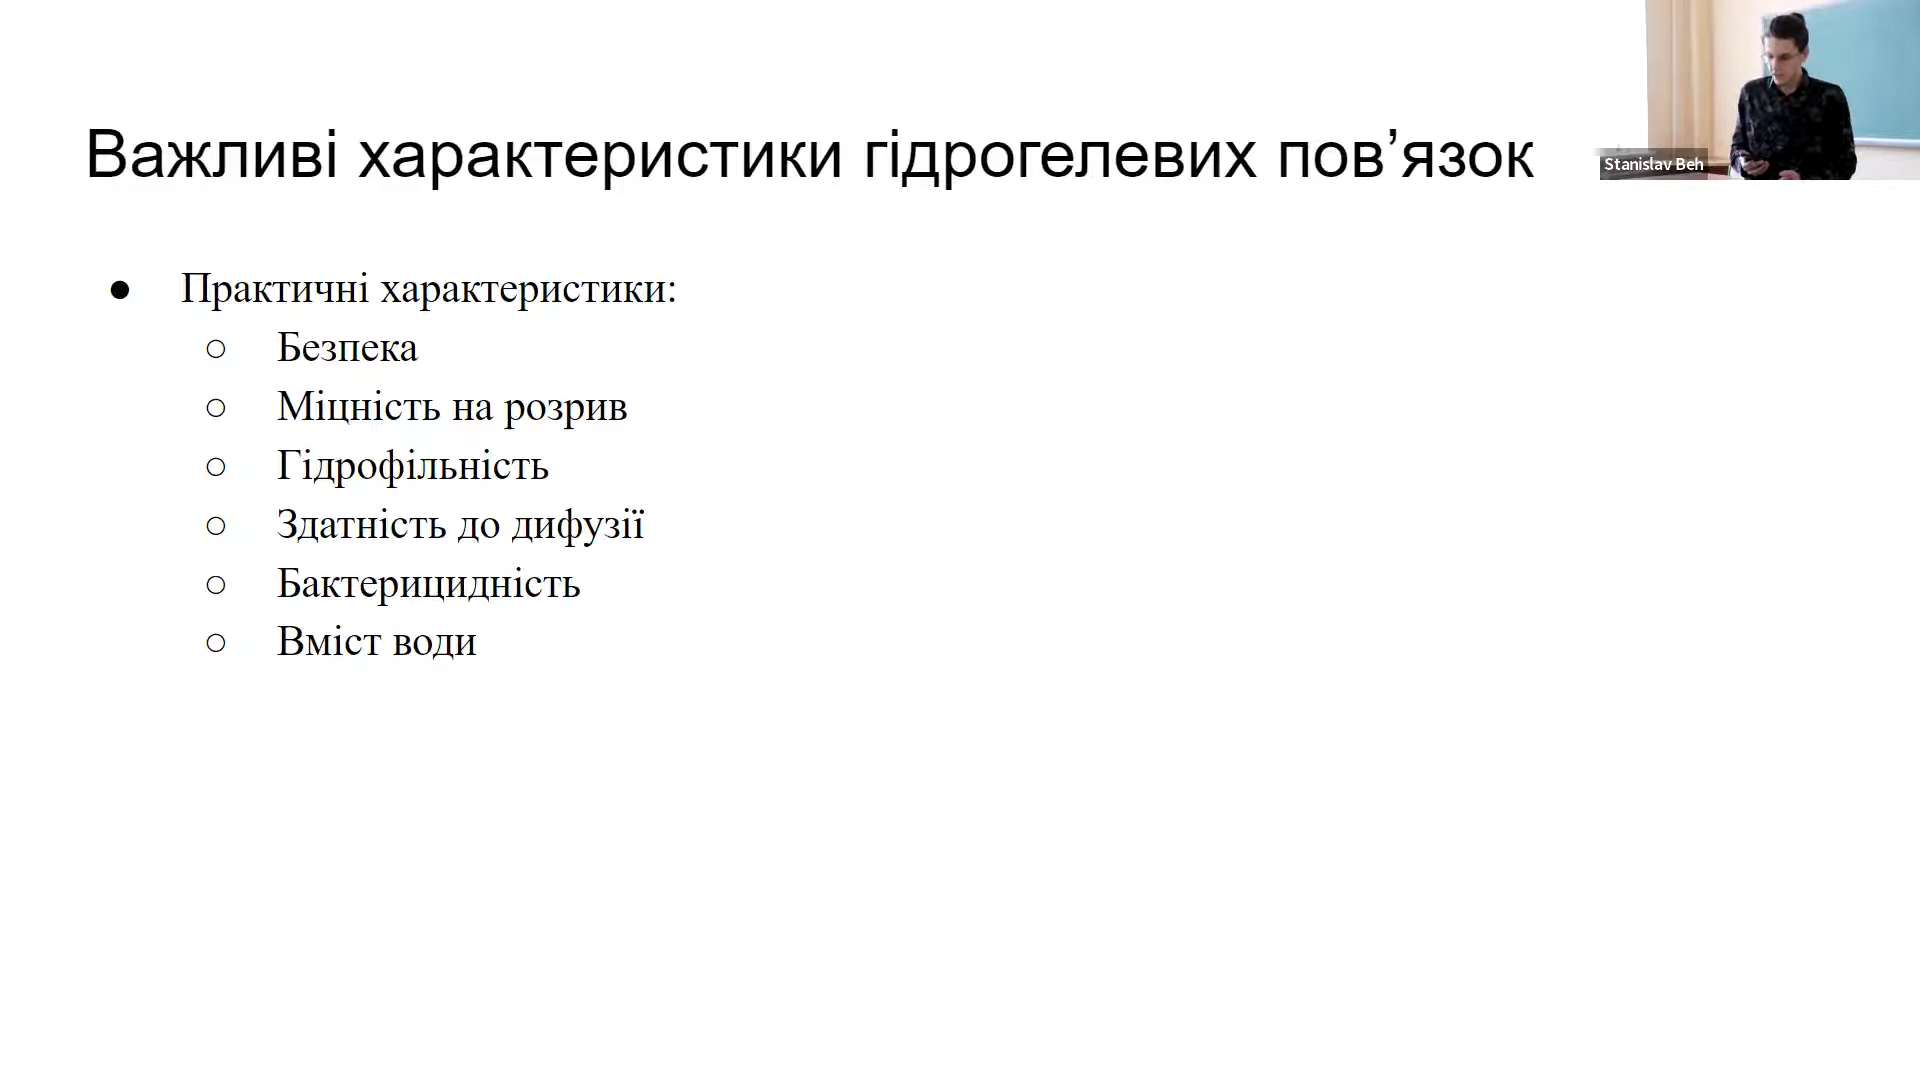 Важливі характеристики гідрогелевих пов’язок
Stanislav Beh
● Практичні характеристики:
○ Безпека
○ Міцність на розрив
○ Гідрофільність
○ Здатність до дифузії
○ Бактерицидність
○ Вміст води